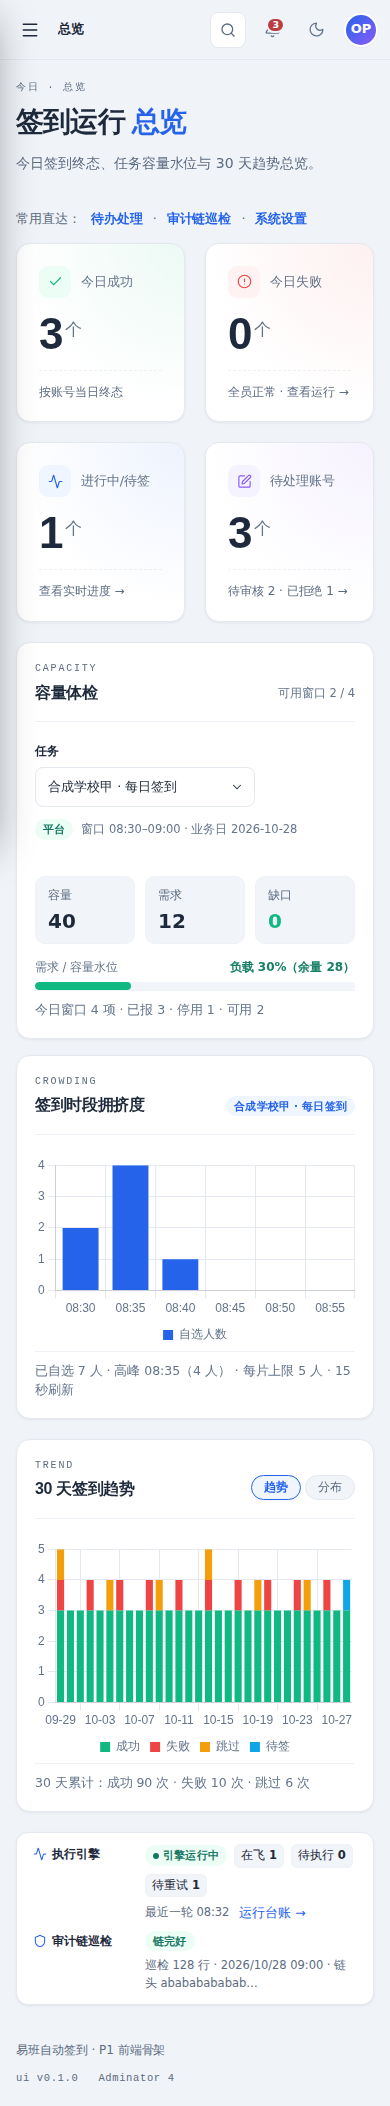 总览
3
OP
今日 · 总览
签到运行 总览
今日签到终态、任务容量水位与 30 天趋势总览。
常用直达： 待办处理 · 审计链巡检 · 系统设置
今日成功
3个
按账号当日终态
今日失败
0个
全员正常 · 查看运行 →
进行中/待签
1个
查看实时进度 →
待处理账号
3个
待审核 2 · 已拒绝 1 →
CAPACITY
容量体检
可用窗口 2 / 4
任务
合成学校甲 · 每日签到
平台 窗口 08:30–09:00 · 业务日 2026-10-28
容量
40
需求
12
缺口
0
需求 / 容量水位
负载 30%（余量 28）
今日窗口 4 项 · 已报 3 · 停用 1 · 可用 2
CROWDING
签到时段拥挤度
合成学校甲 · 每日签到
4
3
2
1
0
08:30 08:35 08:40 08:45 08:50 08:55
自选人数
已自选 7 人 · 高峰 08:35（4 人） · 每片上限 5 人 · 15
秒刷新
TREND
30 天签到趋势
趋势 分布
5
4
3
2
1
0
09-29 10-03 10-07 10-11 10-15 10-19 10-23 10-27
成功 失败 跳过 待签
30 天累计：成功 90 次 · 失败 10 次 · 跳过 6 次
执行引擎
引擎运行中 在飞 1 待执行 0
待重试 1
最近一轮 08:32 运行台账 →
审计链巡检
链完好
巡检 128 行 · 2026/10/28 09:00 · 链
头 abababababab…
易班自动签到 · P1 前端骨架
ui v0.1.0 Adminator 4